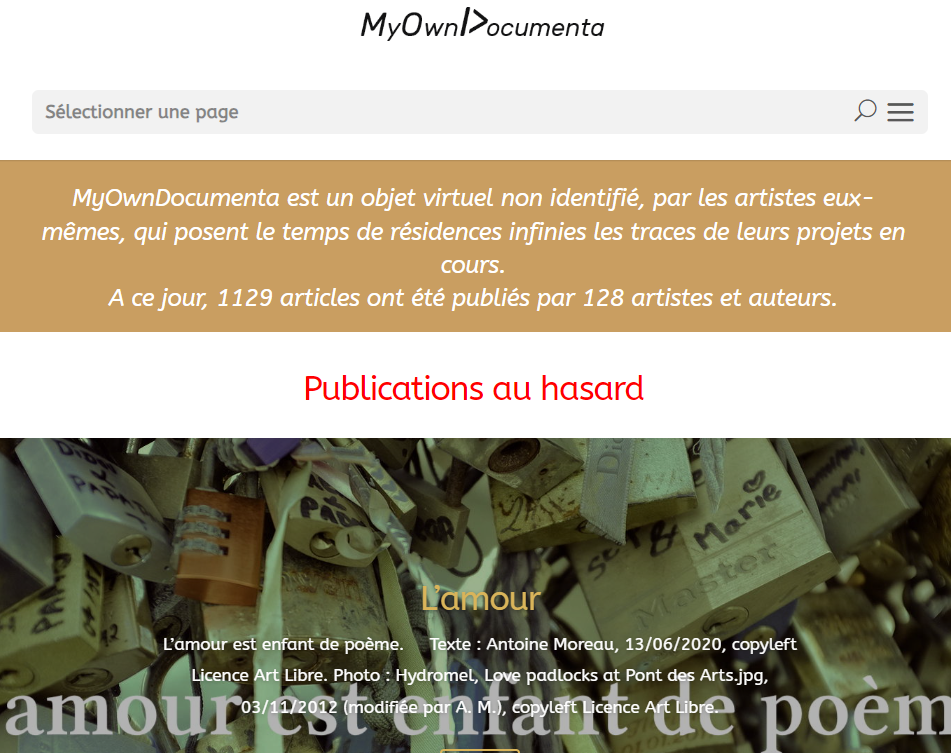 MyOwnDocumenta
Sélectionner une page
MyOwnDocumenta est un objet virtuel non identifié, par les artistes eux-
mêmes, qui posent le temps de résidences infinies les traces de leurs projets en
cours.
A ce jour, 1129 articles ont été publiés par 128 artistes et auteurs.
Publications au hasard
& Marie
Master
L'amour
L'amour est enfant de poème. Texte : Antoine Moreau, 13/06/2020, copyleft
Licence Art Libre. Photo : Hydromel, Love padlocks at Pont des Arts.jpg,
03/11/2012 (modifiée par A. M.), copyleft Licence Art Libre.
amour est enfant de poèm